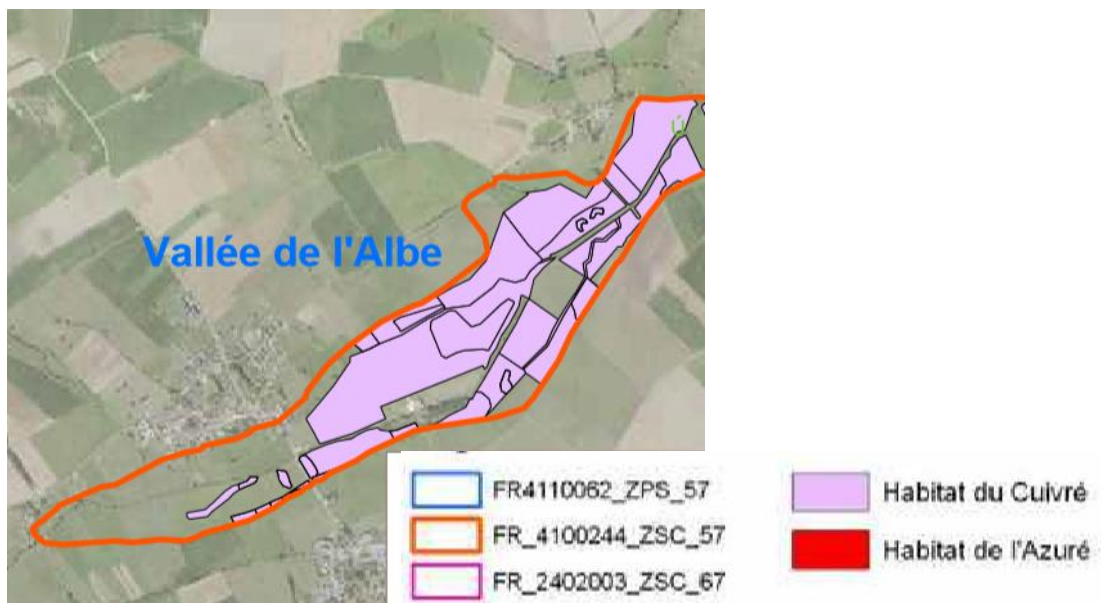 Vallée de l'Albe
FR4110062_ZPS_57
FR_4100244_ZSC_57
FR_2402003_ZSC_67
Habitat du Cuivré
Habitat de l'Azuré